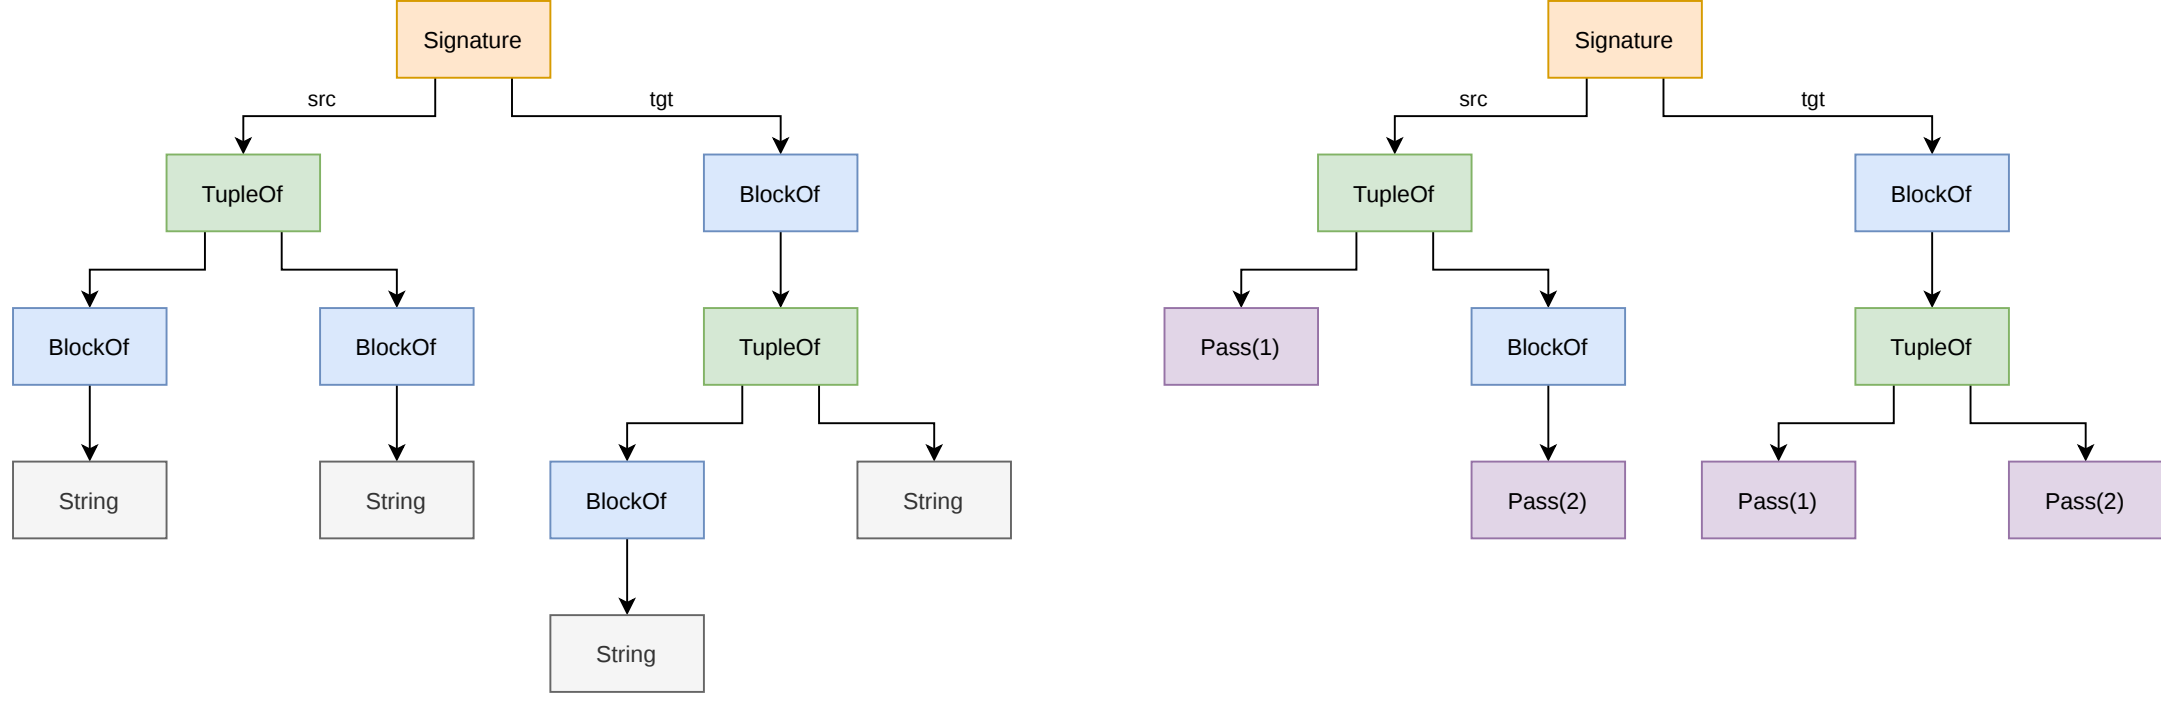 Signature
src
tgt
TupleOf
BlockOf
BlockOf
BlockOf
TupleOf
String
String
BlockOf
String
String
Signature
src
tgt
TupleOf
BlockOf
Pass(1)
BlockOf
TupleOf
Pass(2)
Pass(1)
Pass(2)